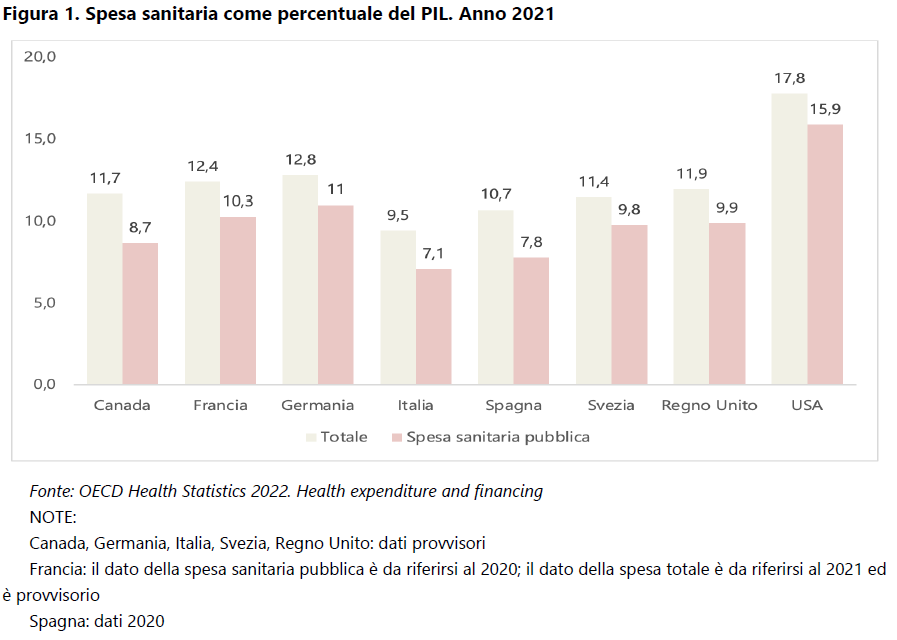 Figura 1. Spesa sanitaria come percentuale del PIL. Anno 2021
20,0
15,0
10,0
5,0
0,0
11,7
8,7
12,4
10,3
12,8
11
9,5
7,1
10,7
7,8
11,4
9,8
11,9
9,9
17,8
15,9
Canada Francia Germania Italia Spagna Svezia Regno Unito USA
Totale Spesa sanitaria pubblica
Fonte: OECD Health Statistics 2022. Health expenditure and financing
NOTE:
Canada, Germania, Italia, Svezia, Regno Unito: dati provvisori
Francia: il dato della spesa sanitaria pubblica è da riferirsi al 2020; il dato della spesa totale è da riferirsi al 2021 ed
è provvisorio
Spagna: dati 2020